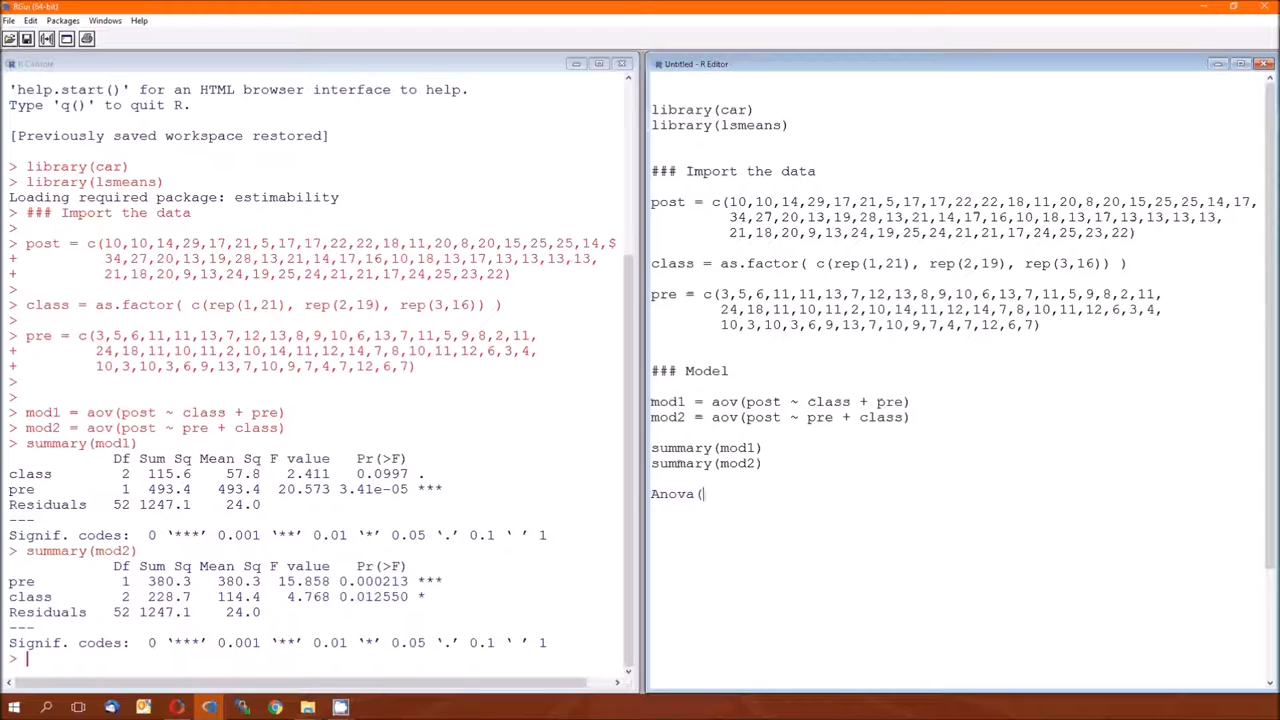 RGui (64-bit)
File Edit Packages Windows Help
R Console
'help.start()' for an HTML browser interface to help.
Type 'q()' to quit R.
[Previously saved workspace restored]
> library(car)
> library(lsmeans)
Loading required package: estimability
> ### Import the data
>
> post = c(10,10,14,29,17,21,5,17,17,22,22,18,11,20,8,20,15,25,25,14,$
+ 34,27,20,13,19,28,13,21,14,17,16,10,18,13,17,13,13,13,13,
+ 21,18,20,9,13,24,19,25,24,21,21,17,24,25,23,22)
>
> class = as.factor( c(rep(1,21), rep(2,19), rep(3,16)) )
>
> pre = c(3,5,6,11,11,13,7,12,13,8,9,10,6,13,7,11,5,9,8,2,11,
+ 24,18,11,10,11,2,10,14,11,12,14,7,8,10,11,12,6,3,4,
+ 10,3,10,3,6,9,13,7,10,9,7,4,7,12,6,7)
>
>
> mod1 = aov(post ~ class + pre)
> mod2 = aov(post ~ pre + class)
> summary(mod1)
Df Sum Sq Mean Sq F value Pr(>F)
class 2 115.6 57.8 2.411 0.0997 .
pre 1 493.4 493.4 20.573 3.41e-05 ***
Residuals 52 1247.1 24.0
---
Signif. codes: 0 ‘***’ 0.001 ‘**’ 0.01 ‘*’ 0.05 ‘.’ 0.1 ‘ ’ 1
> summary(mod2)
Df Sum Sq Mean Sq F value Pr(>F)
pre 1 380.3 380.3 15.858 0.000213 ***
class 2 228.7 114.4 4.768 0.012550 *
Residuals 52 1247.1 24.0
---
Signif. codes: 0 ‘***’ 0.001 ‘**’ 0.01 ‘*’ 0.05 ‘.’ 0.1 ‘ ’ 1
>
Untitled - R Editor
library(car)
library(lsmeans)
### Import the data
post = c(10,10,14,29,17,21,5,17,17,22,22,18,11,20,8,20,15,25,25,14,17,
34,27,20,13,19,28,13,21,14,17,16,10,18,13,17,13,13,13,13,
21,18,20,9,13,24,19,25,24,21,21,17,24,25,23,22)
class = as.factor( c(rep(1,21), rep(2,19), rep(3,16)) )
pre = c(3,5,6,11,11,13,7,12,13,8,9,10,6,13,7,11,5,9,8,2,11,
24,18,11,10,11,2,10,14,11,12,14,7,8,10,11,12,6,3,4,
10,3,10,3,6,9,13,7,10,9,7,4,7,12,6,7)
### Model
mod1 = aov(post ~ class + pre)
mod2 = aov(post ~ pre + class)
summary(mod1)
summary(mod2)
Anova(